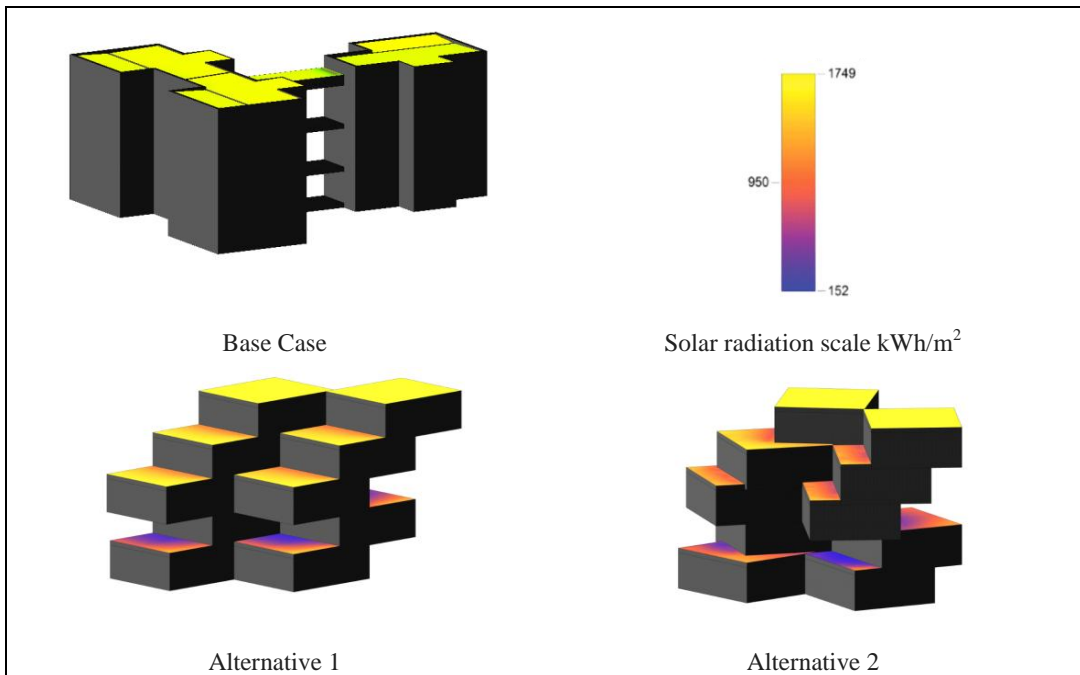 1749
950
152
Base Case
Solar radiation scale kWh/m²
Alternative 1
Alternative 2